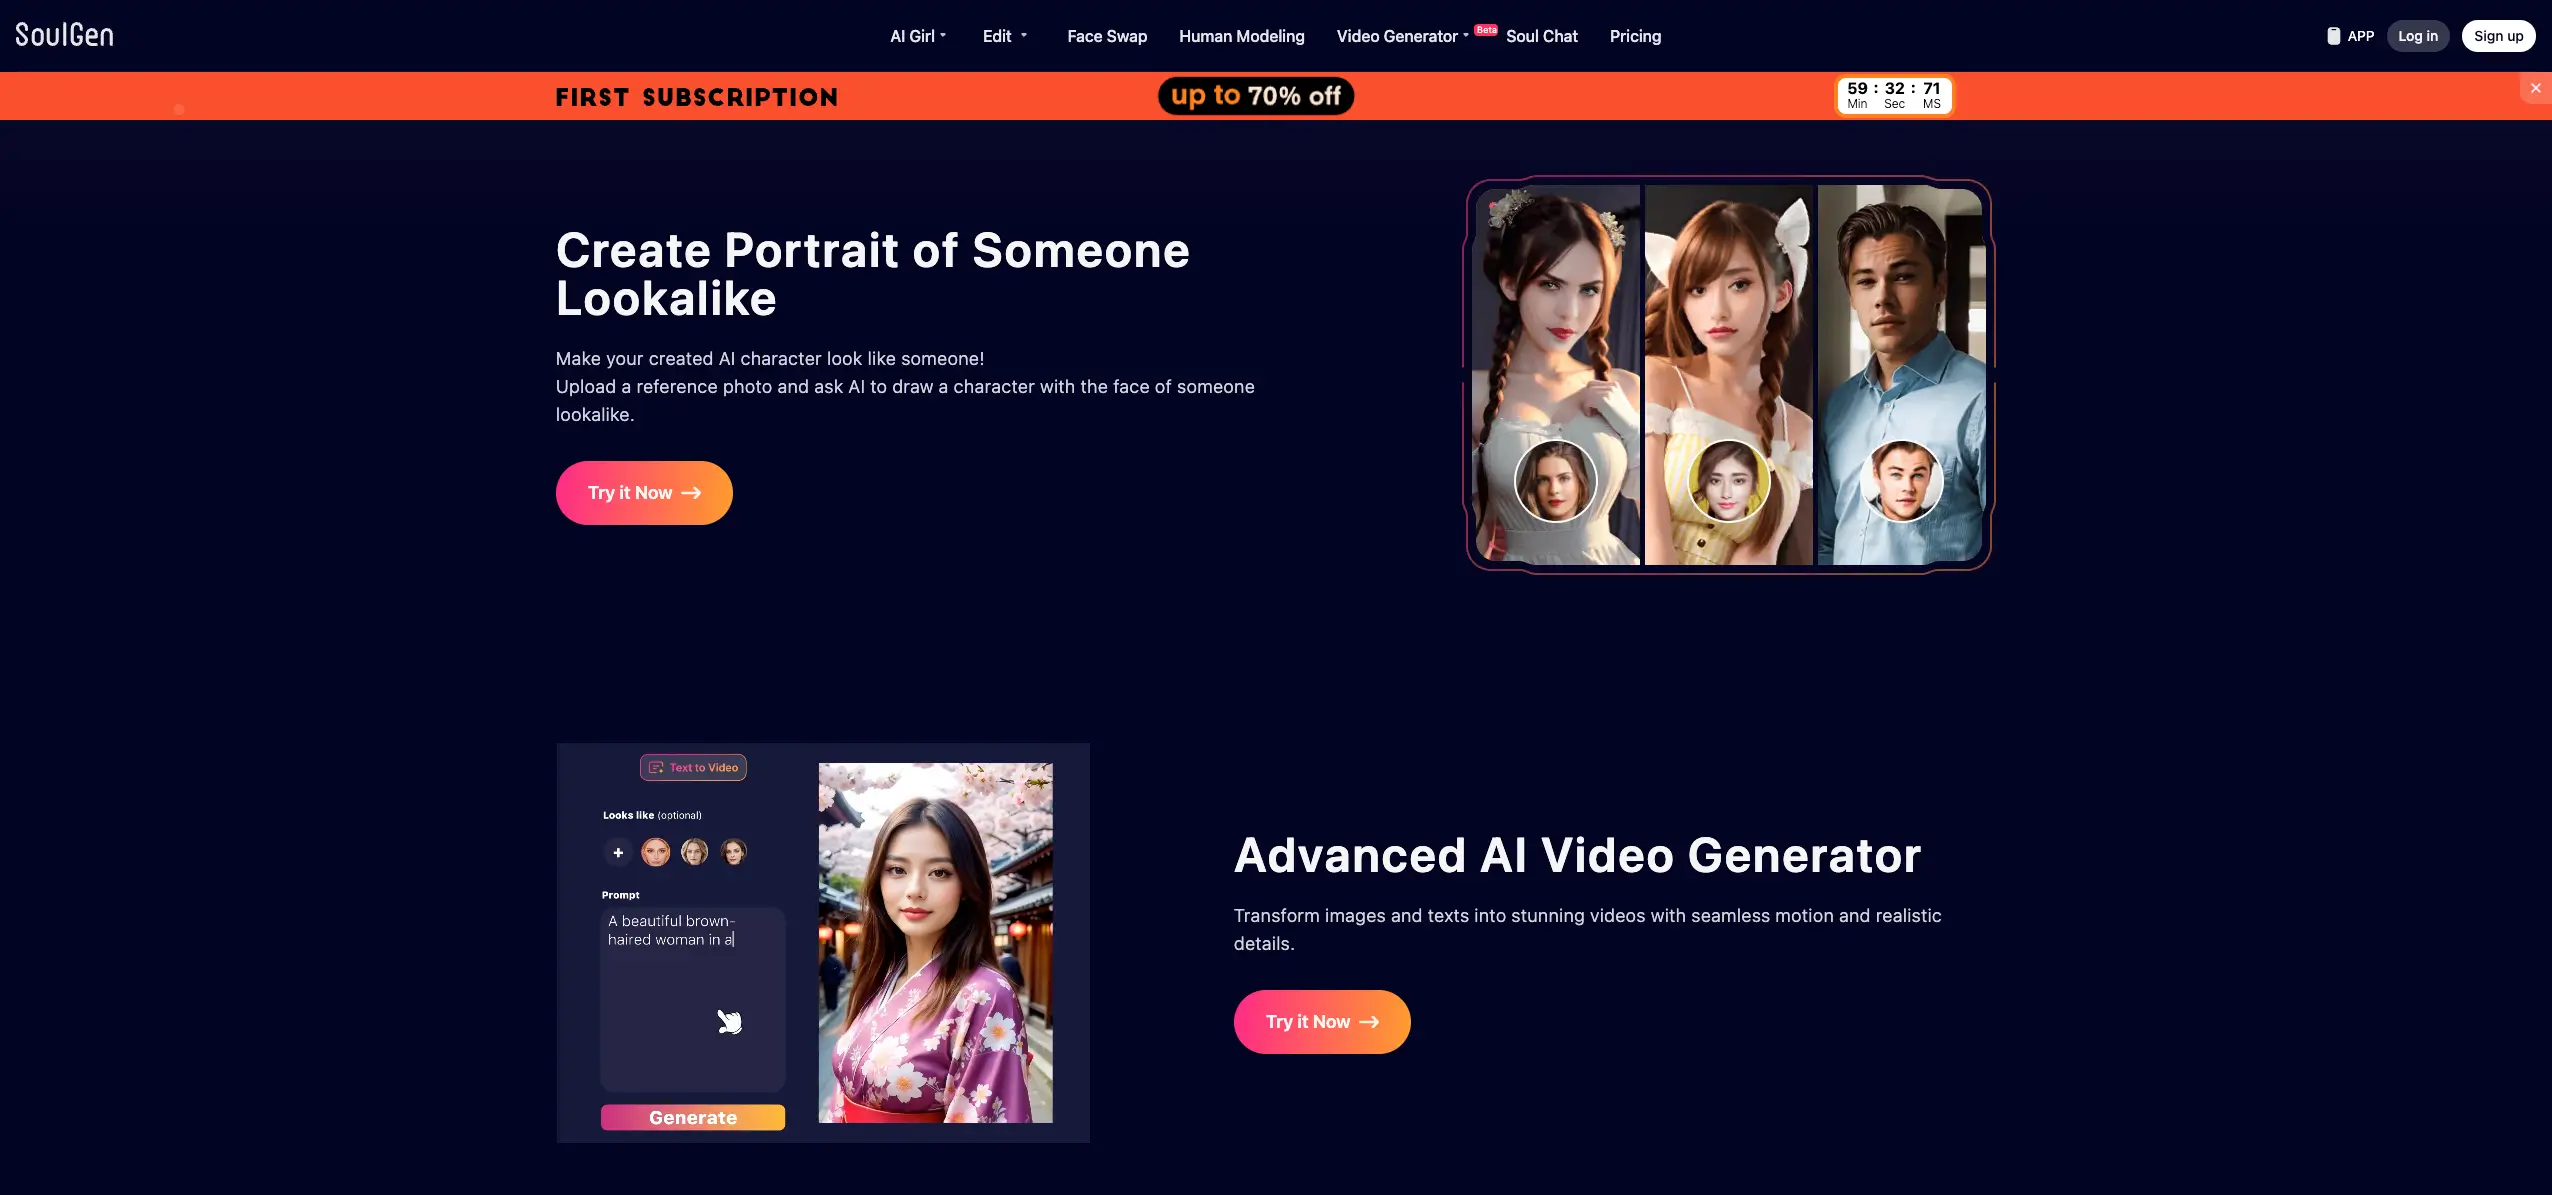 SoulGen
AI Girl
Edit
Face Swap
Human Modeling
Video Generator
Beta
Soul Chat
Pricing
APP
Log in
Sign up
FIRST SUBSCRIPTION
up to 70% off
59 : 32 : 71
Min Sec MS
Create Portrait of Someone
Lookalike
Make your created AI character look like someone!
Upload a reference photo and ask AI to draw a character with the face of someone
lookalike.
Try it Now
Text to Video
Looks like (optional)
Prompt
A beautiful brown-
haired woman in a
Generate
Advanced AI Video Generator
Transform images and texts into stunning videos with seamless motion and realistic
details.
Try it Now